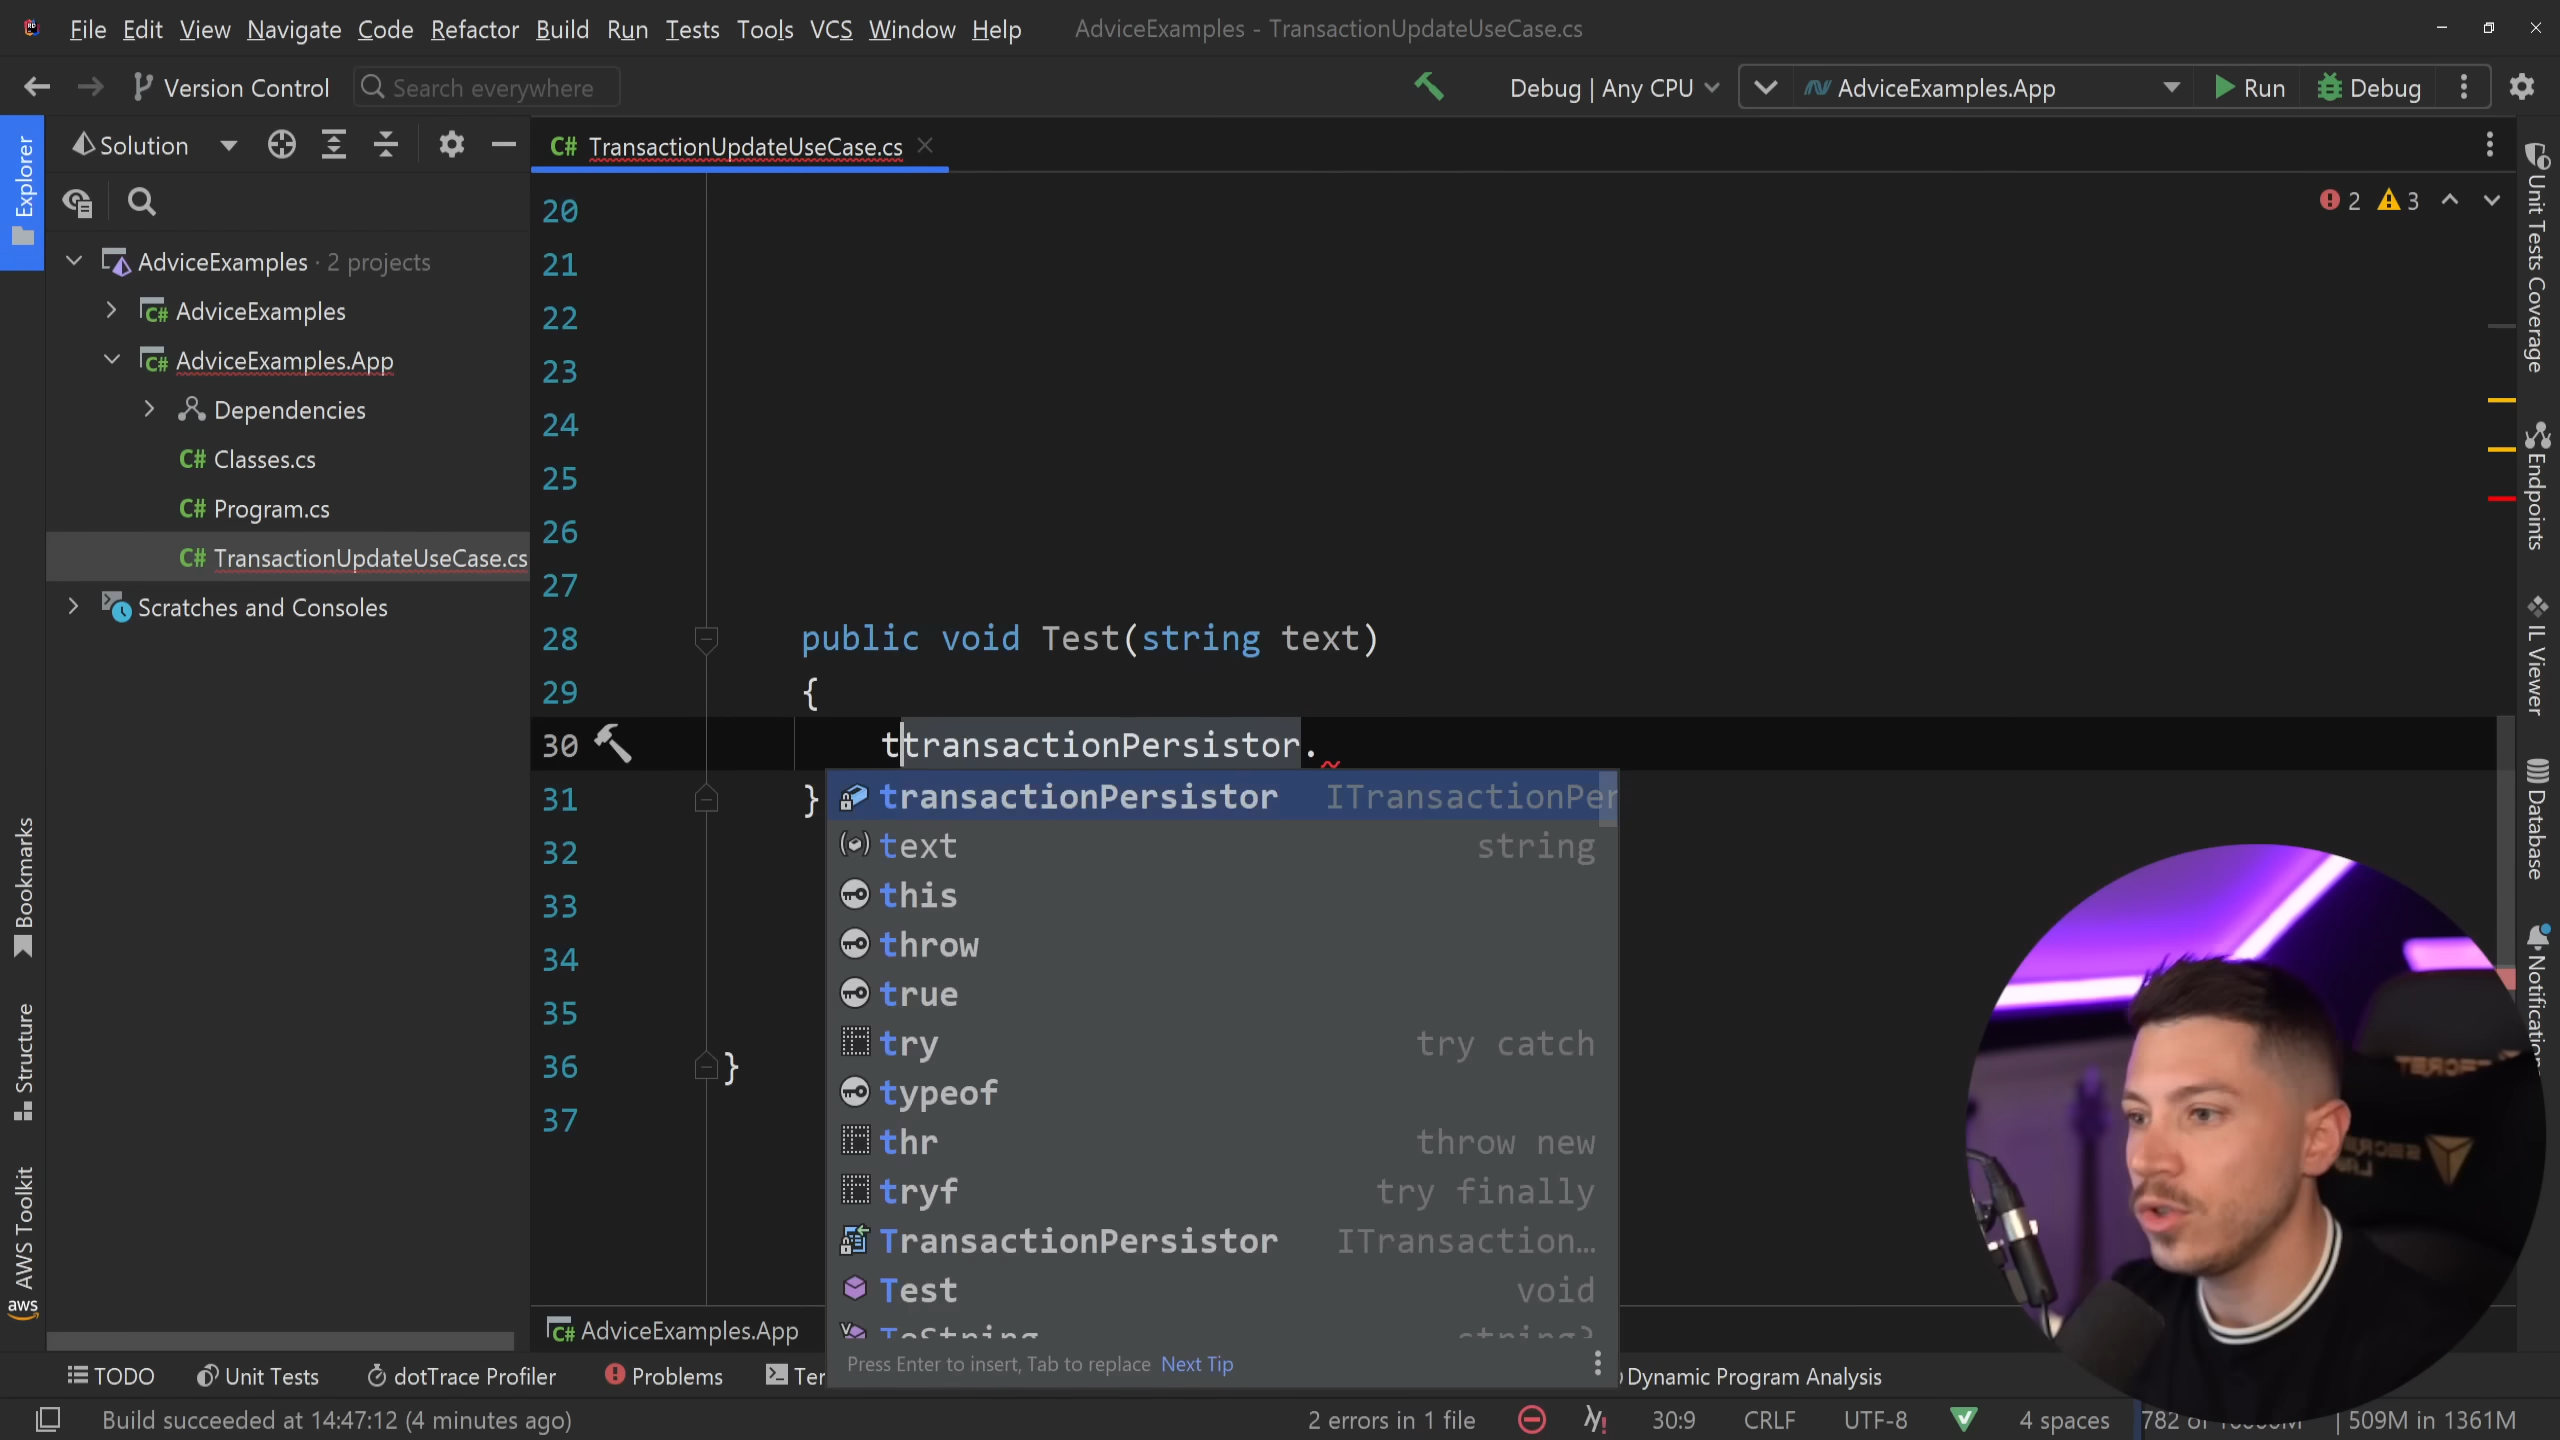 File Edit View Navigate Code Refactor Build Run Tests Tools VCS Window Help AdviceExamples - TransactionUpdateUseCase.cs
Version Control Search everywhere Debug | Any CPU AdviceExamples.App Run Debug
Explorer
Solution
C# TransactionUpdateUseCase.cs
2 3
AdviceExamples · 2 projects
C# AdviceExamples
C# AdviceExamples.App
Dependencies
C# Classes.cs
C# Program.cs
C# TransactionUpdateUseCase.cs
Scratches and Consoles
Bookmarks
Structure
AWS Toolkit
aws
20
21
22
23
24
25
26
27
28 public void Test(string text)
29 {
30 ttransactionPersistor.
31 }
32
33
34
35
36 }
37
transactionPersistor ITransactionPer
text string
this
throw
true
try try catch
typeof
thr throw new
tryf try finally
TransactionPersistor ITransaction…
Test void
ToString string?
Press Enter to insert, Tab to replace Next Tip
Unit Tests Coverage
Endpoints
IL Viewer
Database
Notification
C# AdviceExamples.App
TODO Unit Tests dotTrace Profiler Problems Ter Dynamic Program Analysis
Build succeeded at 14:47:12 (4 minutes ago) 2 errors in 1 file 30:9 CRLF UTF-8 4 spaces 509M in 1361M